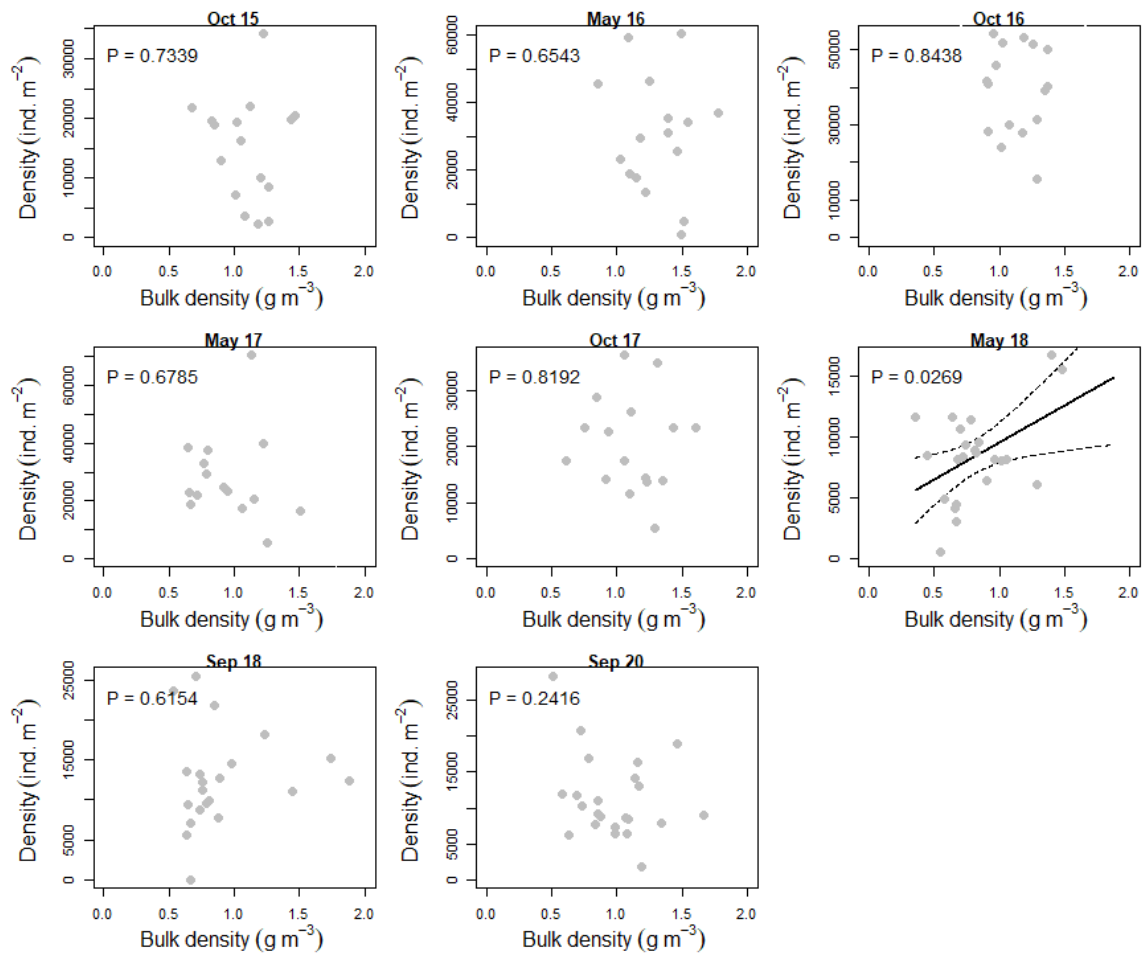 Oct 15
P = 0.7339
Density (ind. m⁻²)
0 10000 20000 30000
0.0 0.5 1.0 1.5 2.0
Bulk density (g m⁻³)
May 16
P = 0.6543
Density (ind. m⁻²)
0 20000 40000 60000
0.0 0.5 1.0 1.5 2.0
Bulk density (g m⁻³)
Oct 16
P = 0.8438
Density (ind. m⁻²)
0 10000 30000 50000
0.0 0.5 1.0 1.5 2.0
Bulk density (g m⁻³)
May 17
P = 0.6785
Density (ind. m⁻²)
0 20000 40000 60000
0.0 0.5 1.0 1.5 2.0
Bulk density (g m⁻³)
Oct 17
P = 0.8192
Density (ind. m⁻²)
0 10000 20000 30000
0.0 0.5 1.0 1.5 2.0
Bulk density (g m⁻³)
May 18
P = 0.0269
Density (ind. m⁻²)
0 5000 10000 15000
0.0 0.5 1.0 1.5 2.0
Bulk density (g m⁻³)
Sep 18
P = 0.6154
Density (ind. m⁻²)
0 5000 15000 25000
0.0 0.5 1.0 1.5 2.0
Bulk density (g m⁻³)
Sep 20
P = 0.2416
Density (ind. m⁻²)
0 5000 15000 25000
0.0 0.5 1.0 1.5 2.0
Bulk density (g m⁻³)